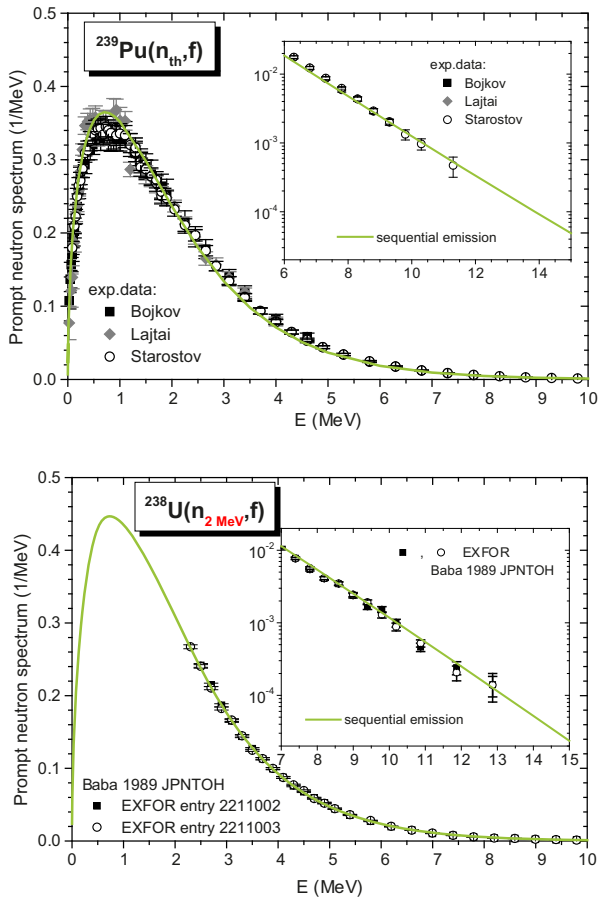 ²³⁹Pu(nₜₕ,f)
exp.data:
Bojkov
Lajtai
Starostov
10⁻²
10⁻³
10⁻⁴
sequential emission
6 8 10 12 14
Prompt neutron spectrum (1/MeV)
0.4
0.3
0.2
0.1
0.0
exp.data:
Bojkov
Lajtai
Starostov
0 1 2 3 4 5 6 7 8 9 10
E (MeV)
²³⁸U(n₂ MeV,f)
, EXFOR
Baba 1989 JPNTOH
10⁻²
10⁻³
10⁻⁴
sequential emission
7 8 9 10 11 12 13 14 15
Prompt neutron spectrum (1/MeV)
0.5
0.4
0.3
0.2
0.1
0.0
Baba 1989 JPNTOH
EXFOR entry 2211002
EXFOR entry 2211003
0 1 2 3 4 5 6 7 8 9 10
E (MeV)